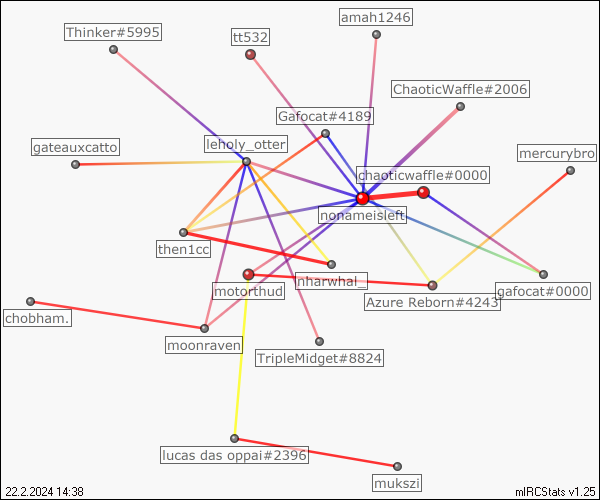 amah1246
Thinker#5995
tt532
ChaoticWaffle#2006
Gafocat#4189
leholy_otter
gateauxcatto
mercurybro
chaoticwaffle#0000
nonameisleft
then1cc
nharwhal_
motorthud
gafocat#0000
Azure Reborn#4243
chobham.
moonraven
TripleMidget#8824
lucas das oppai#2396
mukszi
22.2.2024 14:38
mIRCStats v1.25